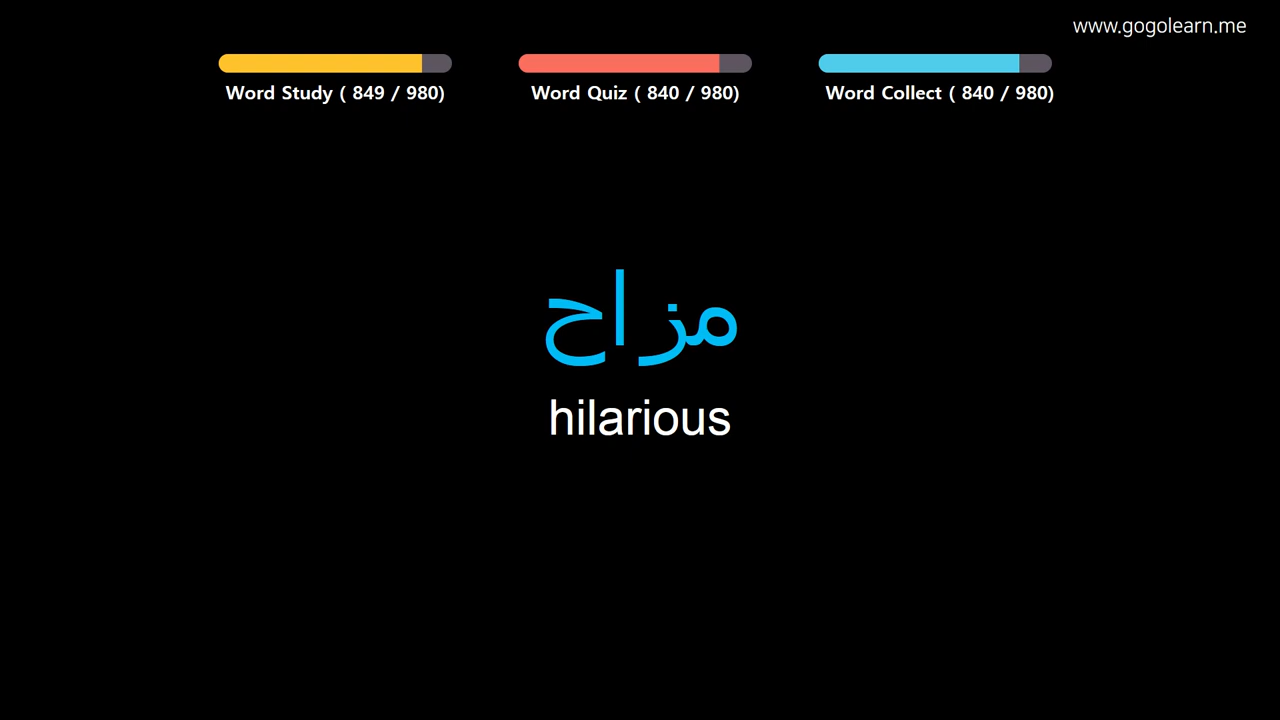 www.gogolearn.me
Word Study ( 849 / 980)
Word Quiz ( 840 / 980)
Word Collect ( 840 / 980)
مزاح
hilarious